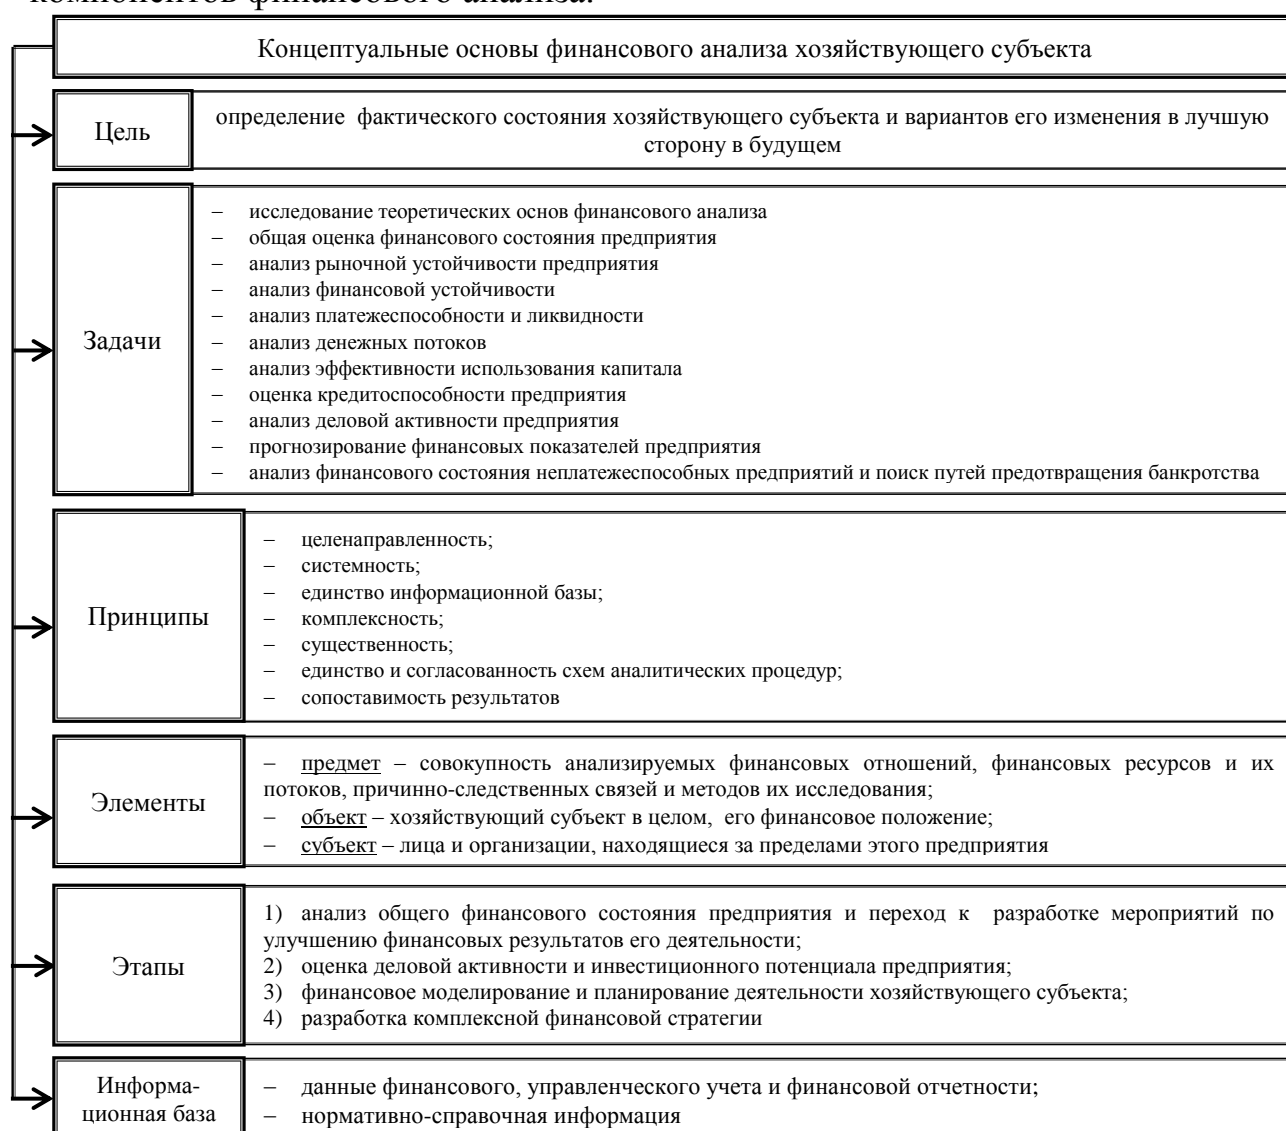 компонентов финансового анализа.
Концептуальные основы финансового анализа хозяйствующего субъекта
Цель
определение фактического состояния хозяйствующего субъекта и вариантов его изменения в лучшую
сторону в будущем
Задачи
– исследование теоретических основ финансового анализа
– общая оценка финансового состояния предприятия
– анализ рыночной устойчивости предприятия
– анализ финансовой устойчивости
– анализ платежеспособности и ликвидности
– анализ денежных потоков
– анализ эффективности использования капитала
– оценка кредитоспособности предприятия
– анализ деловой активности предприятия
– прогнозирование финансовых показателей предприятия
– анализ финансового состояния неплатежеспособных предприятий и поиск путей предотвращения банкротства
Принципы
– целенаправленность;
– системность;
– единство информационной базы;
– комплексность;
– существенность;
– единство и согласованность схем аналитических процедур;
– сопоставимость результатов
Элементы
– предмет – совокупность анализируемых финансовых отношений, финансовых ресурсов и их
потоков, причинно-следственных связей и методов их исследования;
– объект – хозяйствующий субъект в целом, его финансовое положение;
– субъект – лица и организации, находящиеся за пределами этого предприятия
Этапы
1) анализ общего финансового состояния предприятия и переход к разработке мероприятий по
улучшению финансовых результатов его деятельности;
2) оценка деловой активности и инвестиционного потенциала предприятия;
3) финансовое моделирование и планирование деятельности хозяйствующего субъекта;
4) разработка комплексной финансовой стратегии
Информа-
ционная база
– данные финансового, управленческого учета и финансовой отчетности;
– нормативно-справочная информация